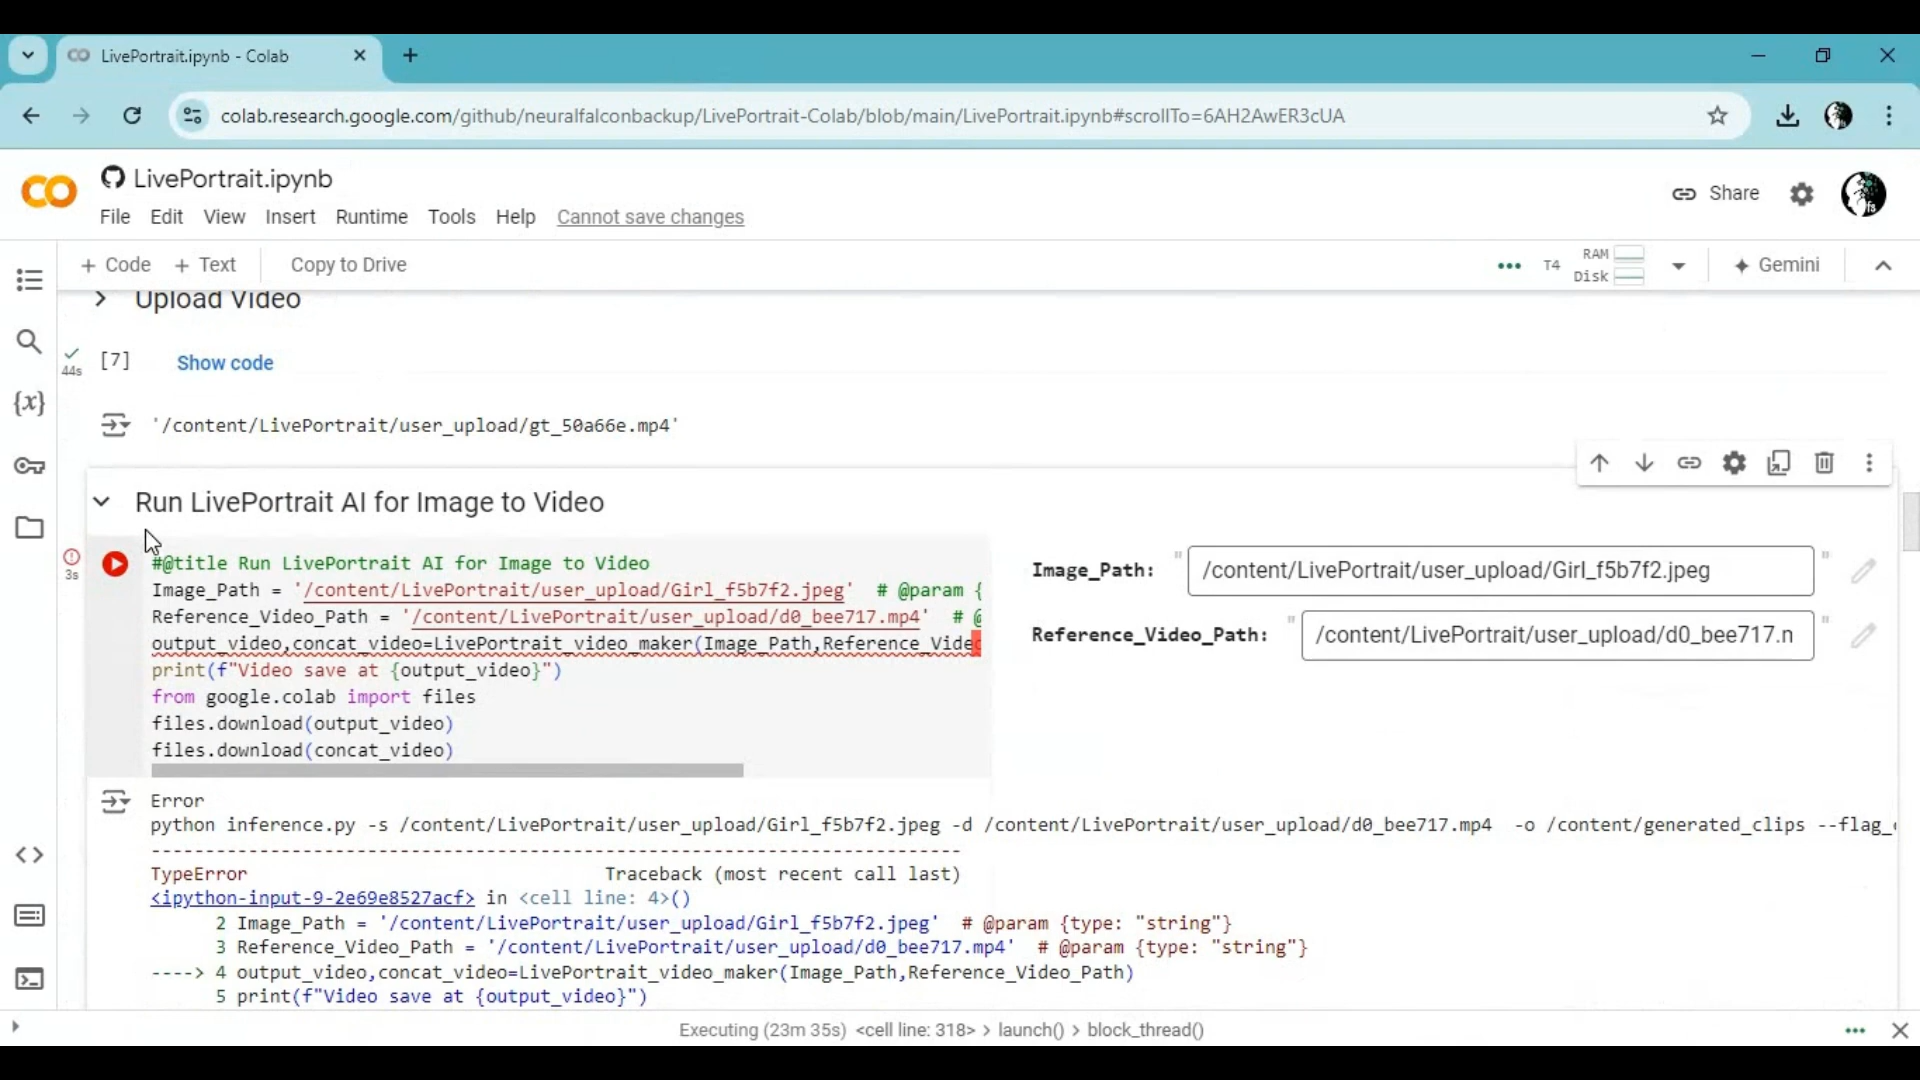 LivePortrait.ipynb - Colab
colab.research.google.com/github/neuralfalconbackup/LivePortrait-Colab/blob/main/LivePortrait.ipynb#scrollTo=6AH2AwER3cUA
LivePortrait.ipynb
Share
File Edit View Insert Runtime Tools Help Cannot save changes
+ Code + Text Copy to Drive
T4 RAM Disk Gemini
Upload Video
44s [7] Show code
'/content/LivePortrait/user_upload/gt_50a66e.mp4'
Run LivePortrait AI for Image to Video
3s
#@title Run LivePortrait AI for Image to Video
Image_Path = '/content/LivePortrait/user_upload/Girl_f5b7f2.jpeg' # @param {
Reference_Video_Path = '/content/LivePortrait/user_upload/d0_bee717.mp4' # @
output_video,concat_video=LivePortrait_video_maker(Image_Path,Reference_Video
print(f"Video save at {output_video}")
from google.colab import files
files.download(output_video)
files.download(concat_video)
Image_Path: " /content/LivePortrait/user_upload/Girl_f5b7f2.jpeg "
Reference_Video_Path: " /content/LivePortrait/user_upload/d0_bee717.n "
Error
python inference.py -s /content/LivePortrait/user_upload/Girl_f5b7f2.jpeg -d /content/LivePortrait/user_upload/d0_bee717.mp4 -o /content/generated_clips --flag_
---------------------------------------------------------------------------
TypeError Traceback (most recent call last)
<ipython-input-9-2e69e8527acf> in <cell line: 4>()
2 Image_Path = '/content/LivePortrait/user_upload/Girl_f5b7f2.jpeg' # @param {type: "string"}
3 Reference_Video_Path = '/content/LivePortrait/user_upload/d0_bee717.mp4' # @param {type: "string"}
----> 4 output_video,concat_video=LivePortrait_video_maker(Image_Path,Reference_Video_Path)
5 print(f"Video save at {output_video}")
Executing (23m 35s) <cell line: 318> > launch() > block_thread()